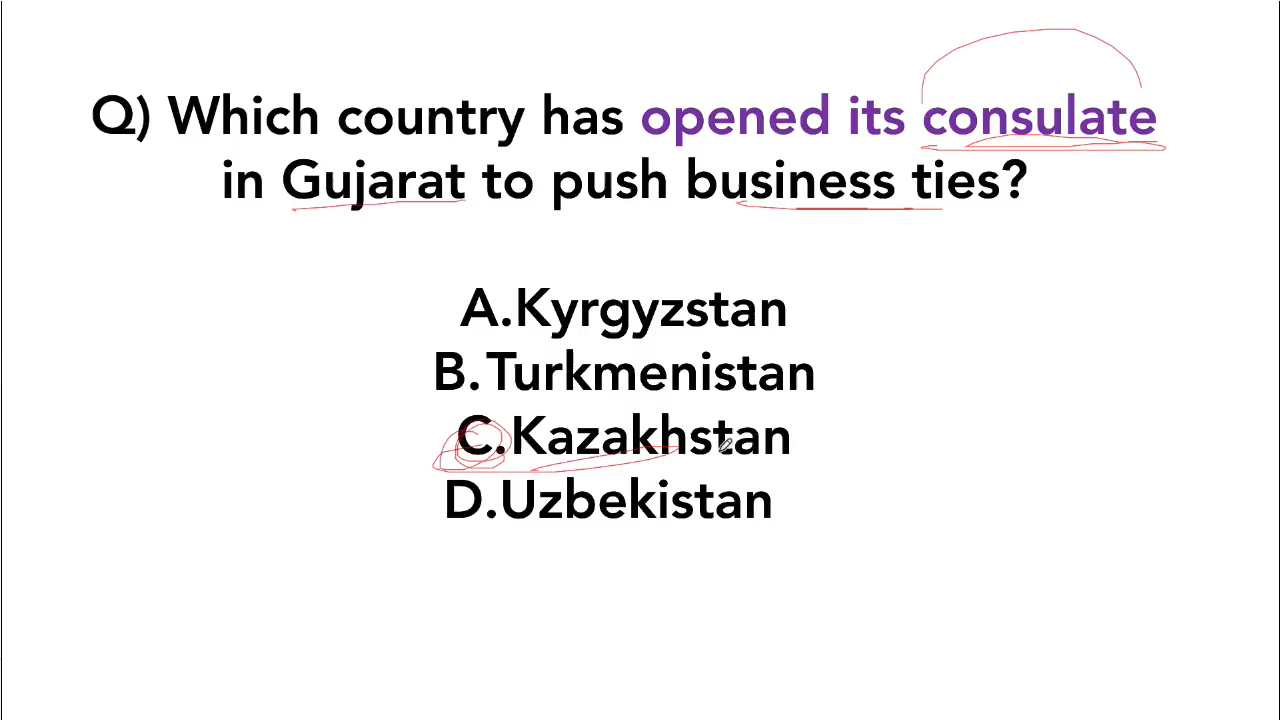 Q) Which country has opened its consulate
in Gujarat to push business ties?
A.Kyrgyzstan
B.Turkmenistan
C.Kazakhstan
D.Uzbekistan